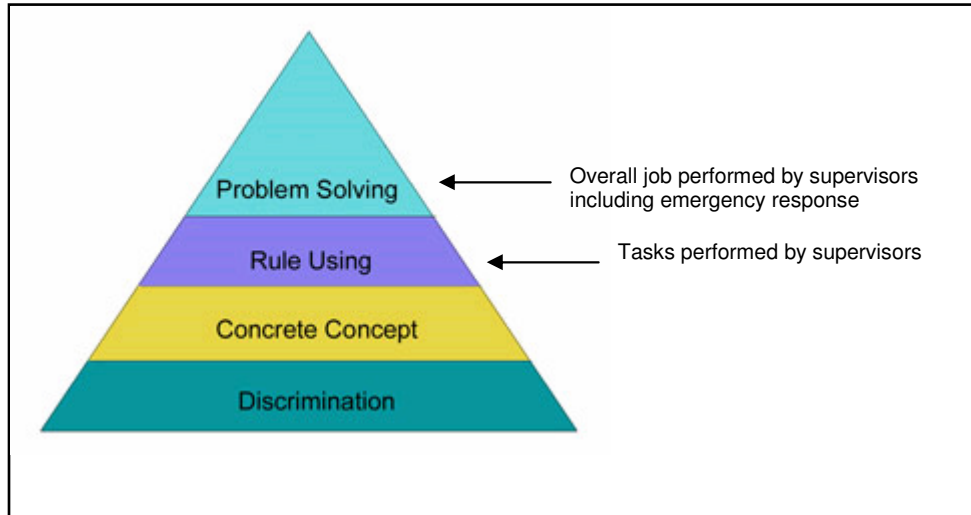 Problem Solving
Overall job performed by supervisors
including emergency response
Rule Using
Tasks performed by supervisors
Concrete Concept
Discrimination